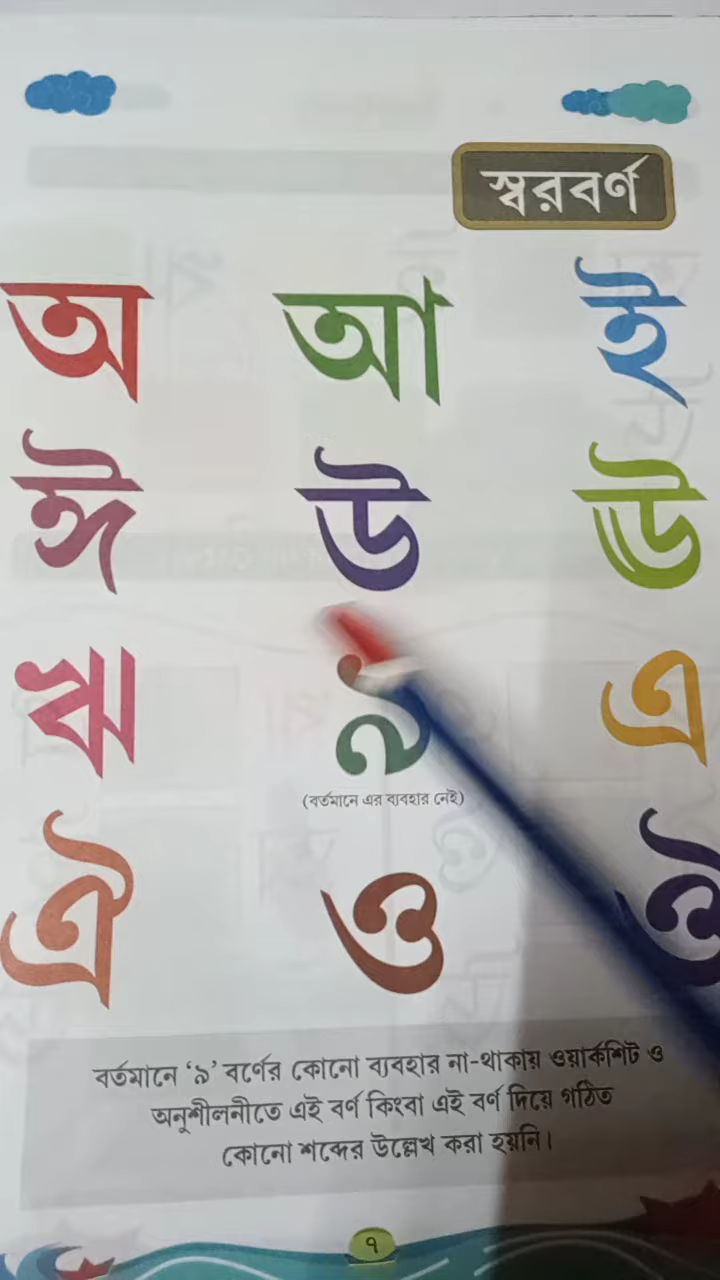 স্বরবর্ণ
অ আ ই
ঈ উ ঊ
ঋ ঌ এ
(বর্তমানে এর ব্যবহার নেই)
ঐ ও ঔ
বর্তমানে ‘ঌ’ বর্ণের কোনো ব্যবহার না-থাকায় ওয়ার্কশিট ও
অনুশীলনীতে এই বর্ণ কিংবা এই বর্ণ দিয়ে গঠিত
কোনো শব্দের উল্লেখ করা হয়নি।
৭